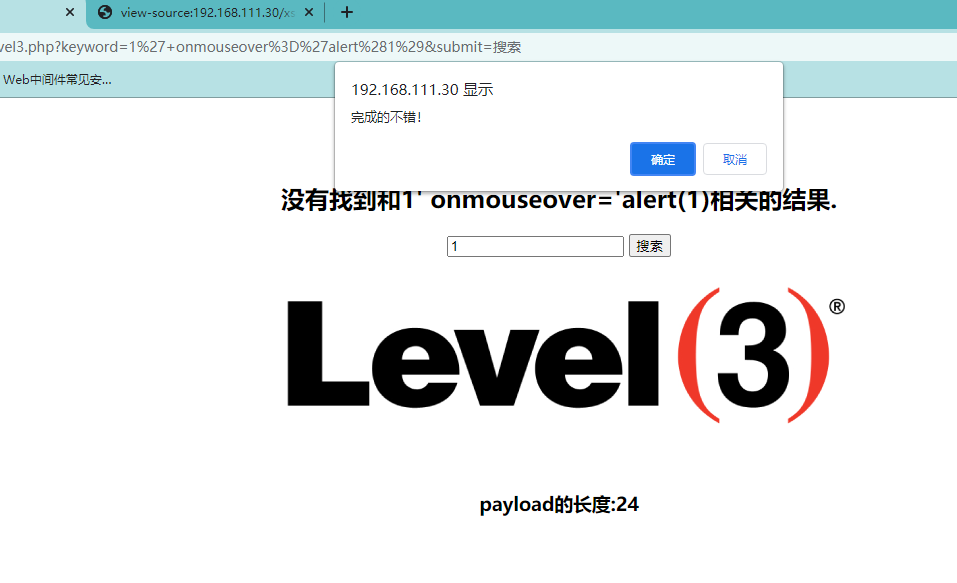 view-source:192.168.111.30/xs
vel3.php?keyword=1%27+onmouseover%3D%27alert%281%29&submit=搜索
Web中间件常见安...
192.168.111.30 显示
完成的不错!
确定 取消
没有找到和1' onmouseover='alert(1)相关的结果.
1 搜索
Level(3)®
payload的长度:24